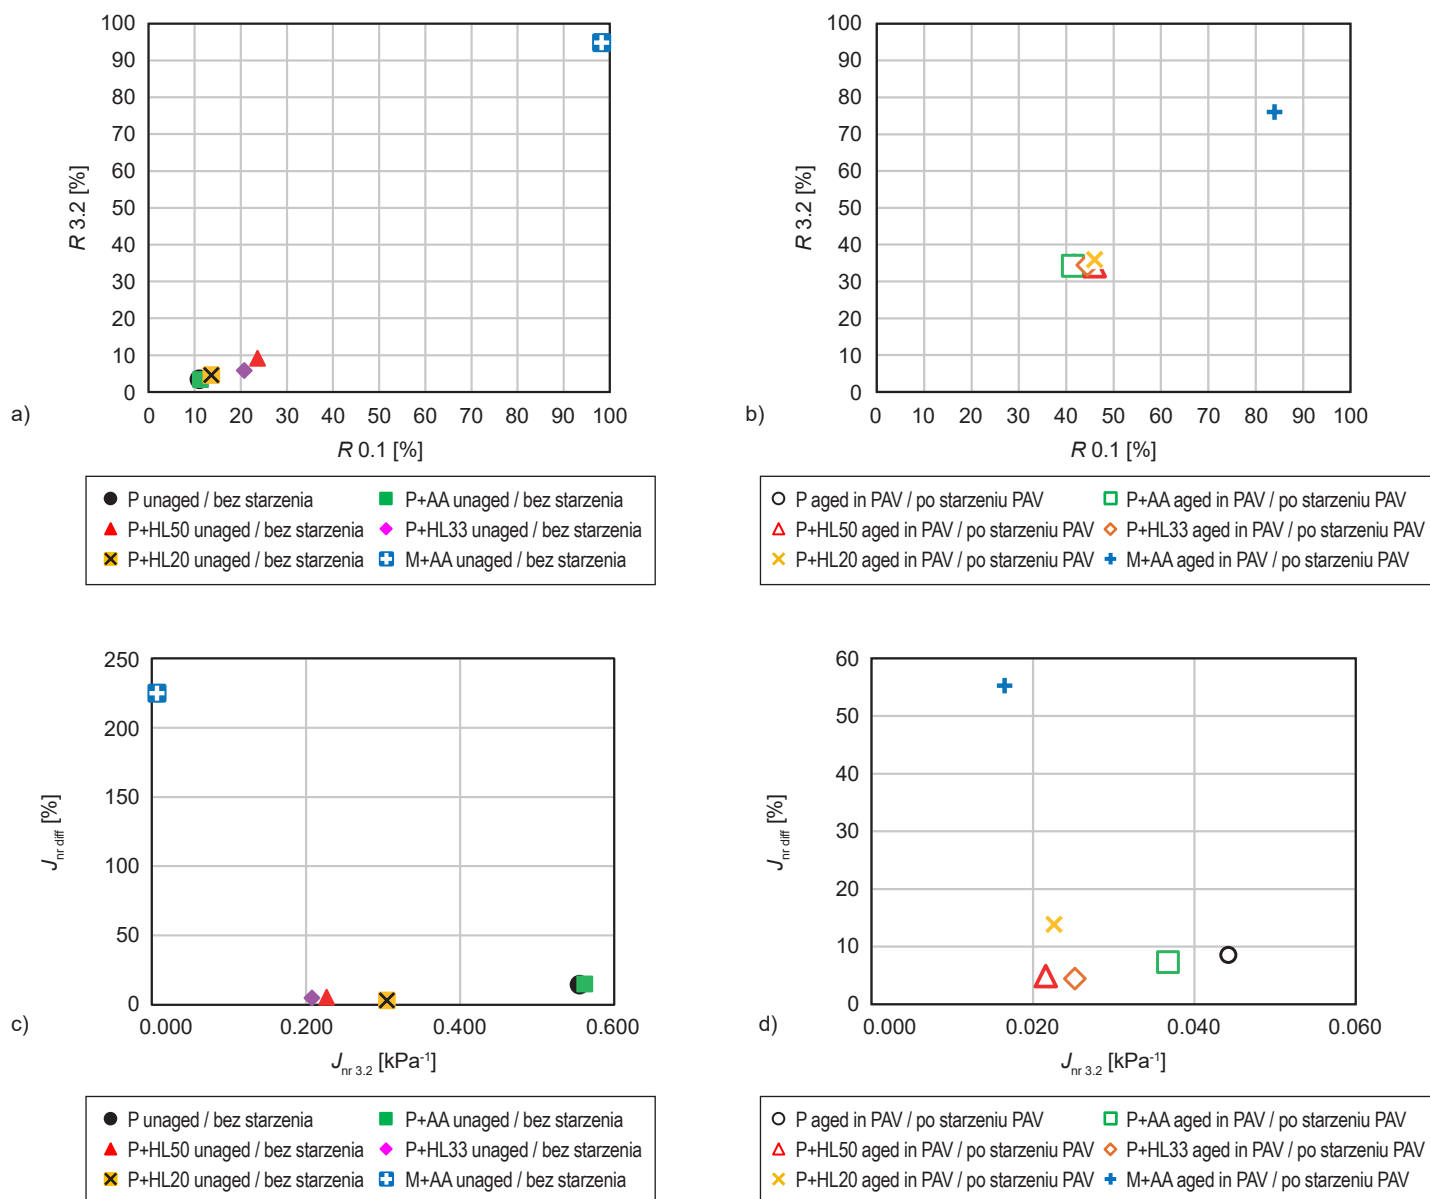 100
90
80
70
60
50
40
30
20
10
0
R 3.2 [%]
0 10 20 30 40 50 60 70 80 90 100
R 0.1 [%]
a)
P unaged / bez starzenia P+AA unaged / bez starzenia
P+HL50 unaged / bez starzenia P+HL33 unaged / bez starzenia
P+HL20 unaged / bez starzenia M+AA unaged / bez starzenia
100
90
80
70
60
50
40
30
20
10
0
R 3.2 [%]
0 10 20 30 40 50 60 70 80 90 100
R 0.1 [%]
b)
P aged in PAV / po starzeniu PAV P+AA aged in PAV / po starzeniu PAV
P+HL50 aged in PAV / po starzeniu PAV P+HL33 aged in PAV / po starzeniu PAV
P+HL20 aged in PAV / po starzeniu PAV M+AA aged in PAV / po starzeniu PAV
250
200
150
100
50
0
Jnr diff [%]
0.000 0.200 0.400 0.600
Jnr 3.2 [kPa-1]
c)
P unaged / bez starzenia P+AA unaged / bez starzenia
P+HL50 unaged / bez starzenia P+HL33 unaged / bez starzenia
P+HL20 unaged / bez starzenia M+AA unaged / bez starzenia
60
50
40
30
20
10
0
Jnr diff [%]
0.000 0.020 0.040 0.060
Jnr 3.2 [kPa-1]
d)
P aged in PAV / po starzeniu PAV P+AA aged in PAV / po starzeniu PAV
P+HL50 aged in PAV / po starzeniu PAV P+HL33 aged in PAV / po starzeniu PAV
P+HL20 aged in PAV / po starzeniu PAV M+AA aged in PAV / po starzeniu PAV